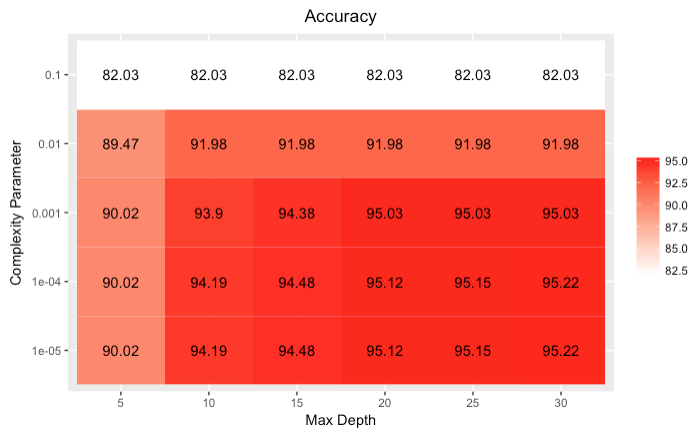 Accuracy
0.1 82.03 82.03 82.03 82.03 82.03 82.03
0.01 89.47 91.98 91.98 91.98 91.98 91.98
0.001 90.02 93.9 94.38 95.03 95.03 95.03
1e-04 90.02 94.19 94.48 95.12 95.15 95.22
1e-05 90.02 94.19 94.48 95.12 95.15 95.22
5 10 15 20 25 30
Max Depth
Complexity Parameter
95.0
92.5
90.0
87.5
85.0
82.5